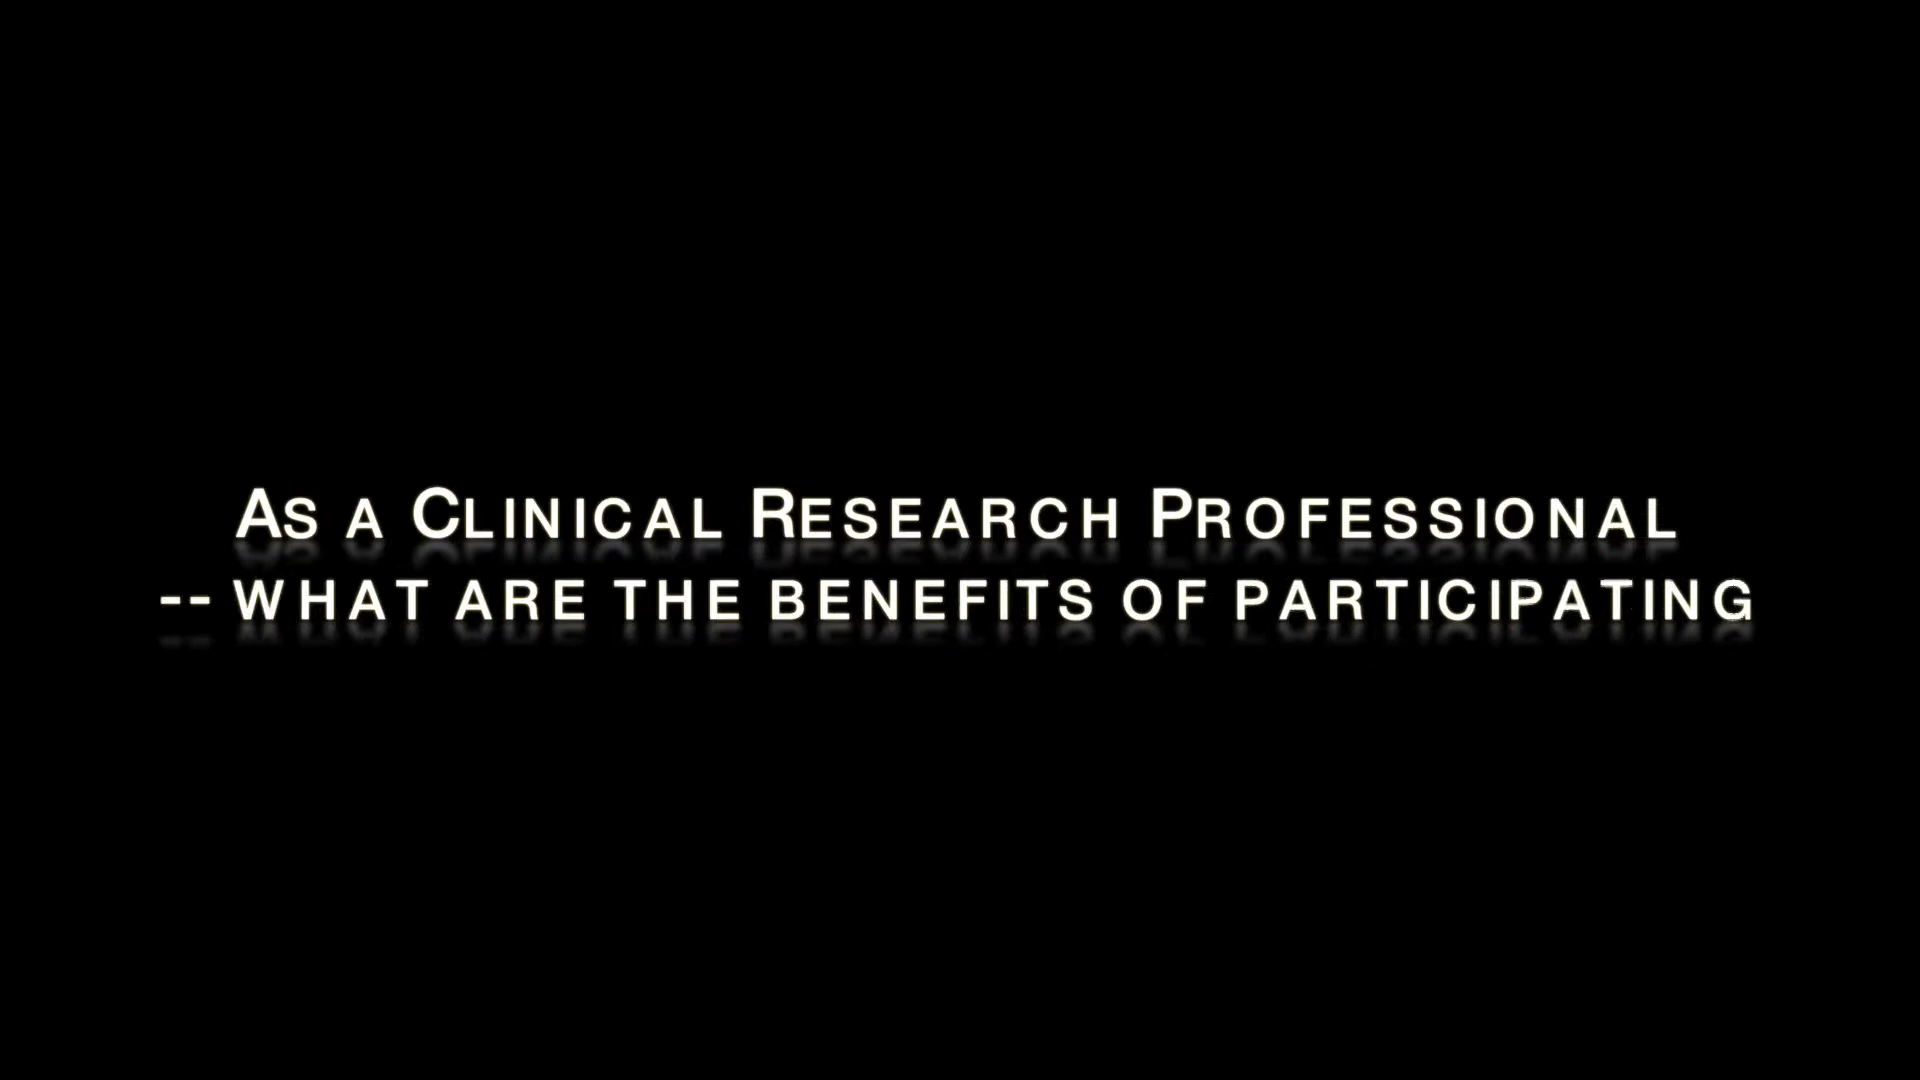 As a Clinical Research Professional
-- what are the benefits of participating